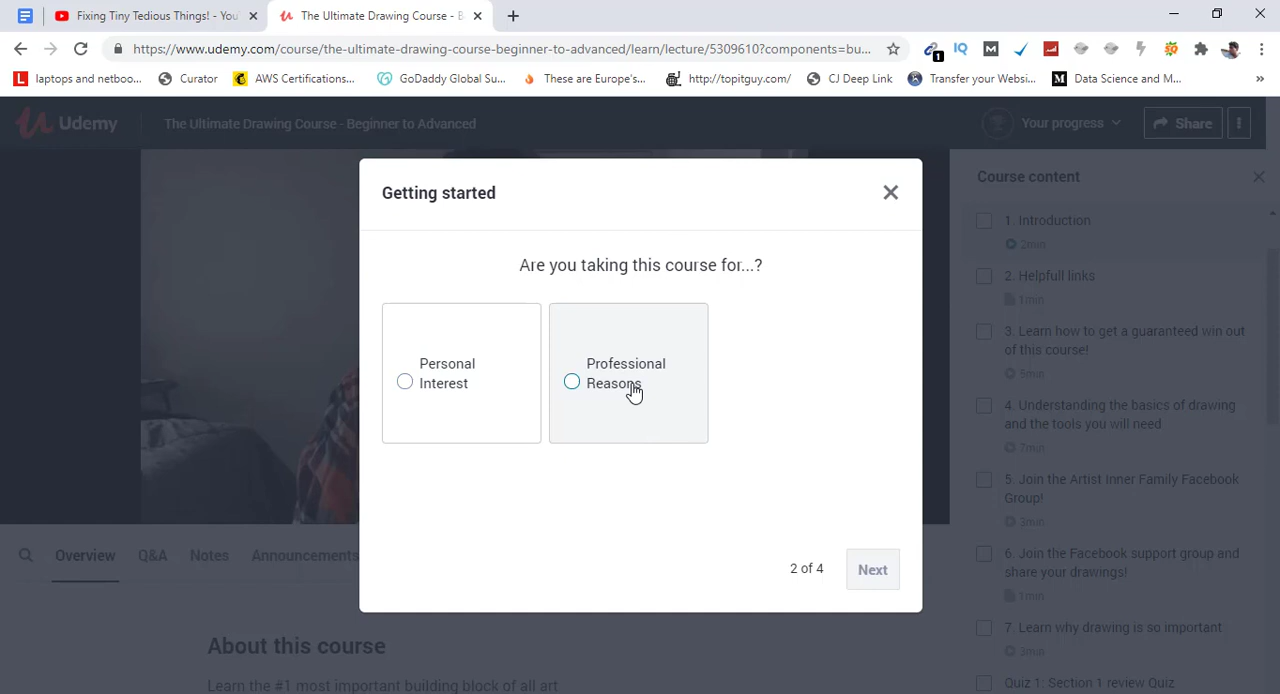 Fixing Tiny Tedious Things! - You
The Ultimate Drawing Course - B
https://www.udemy.com/course/the-ultimate-drawing-course-beginner-to-advanced/learn/lecture/5309610?components=bu...
1
IQ
M
laptops and netboo...
Curator
AWS Certifications...
GoDaddy Global Su...
These are Europe's...
http://topitguy.com/
CJ Deep Link
Transfer your Websi...
Data Science and M...
»
Udemy
The Ultimate Drawing Course - Beginner to Advanced
Your progress
Share
Getting started
Are you taking this course for...?
Personal
Interest
Professional
Reasons
2 of 4
Next
Course content
1. Introduction
2min
2. Helpfull links
1min
3. Learn how to get a guaranteed win out
of this course!
5min
4. Understanding the basics of drawing
and the tools you will need
7min
5. Join the Artist Inner Family Facebook
Group!
3min
6. Join the Facebook support group and
share your drawings!
1min
7. Learn why drawing is so important
3min
Quiz 1: Section 1 review Quiz
Overview
Q&A
Notes
Announcements
About this course
Learn the #1 most important building block of all art